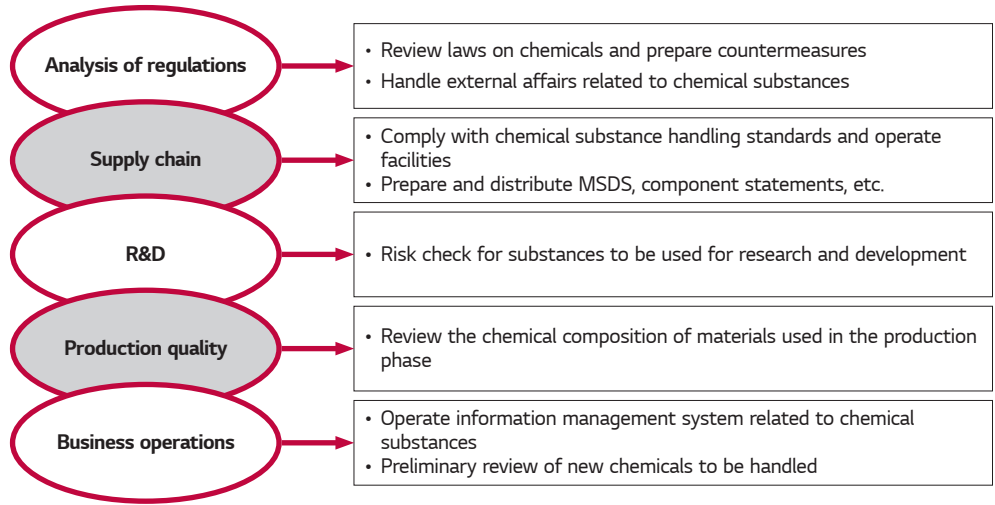 Analysis of regulations
• Review laws on chemicals and prepare countermeasures
• Handle external affairs related to chemical substances
Supply chain
• Comply with chemical substance handling standards and operate
facilities
• Prepare and distribute MSDS, component statements, etc.
R&D
• Risk check for substances to be used for research and development
Production quality
• Review the chemical composition of materials used in the production
phase
Business operations
• Operate information management system related to chemical
substances
• Preliminary review of new chemicals to be handled